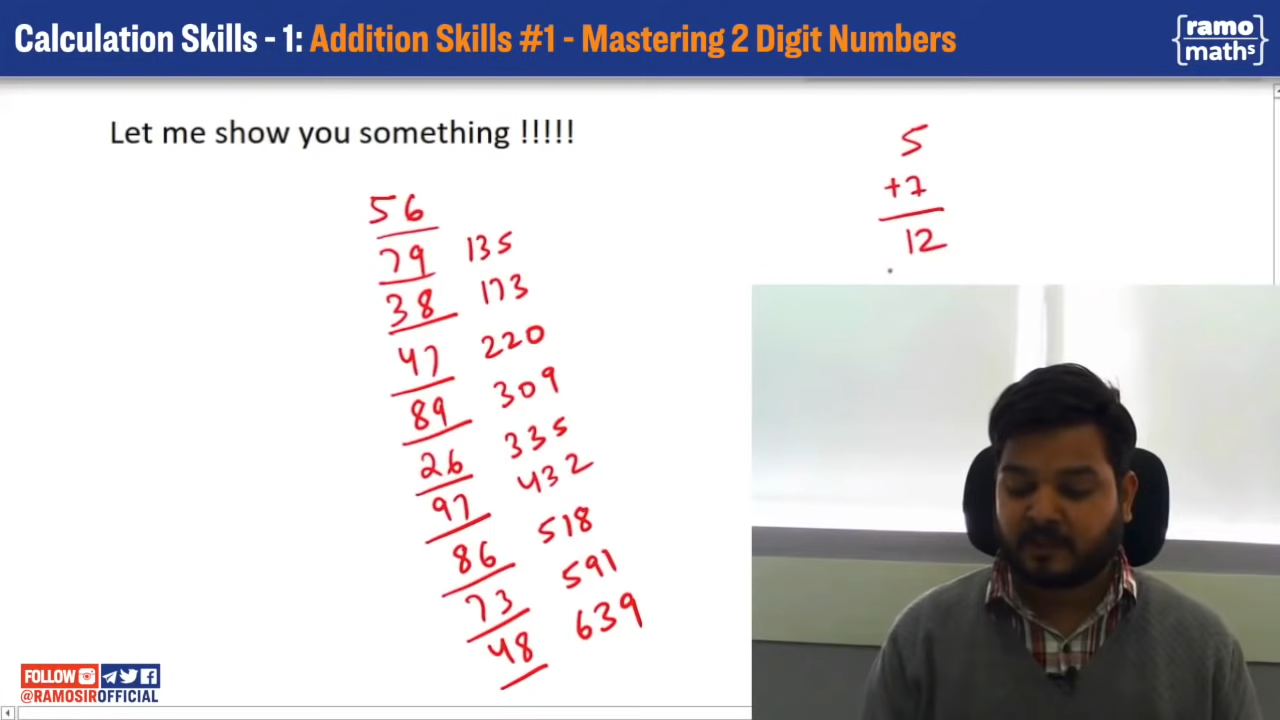 Calculation Skills - 1: Addition Skills #1 - Mastering 2 Digit Numbers
{ramo
maths}
Let me show you something !!!!!
5
+7
12
56
79 135
38 173
47 220
89 309
26 335
97 432
86 518
73 591
48 639
FOLLOW
@RAMOSIROFFICIAL